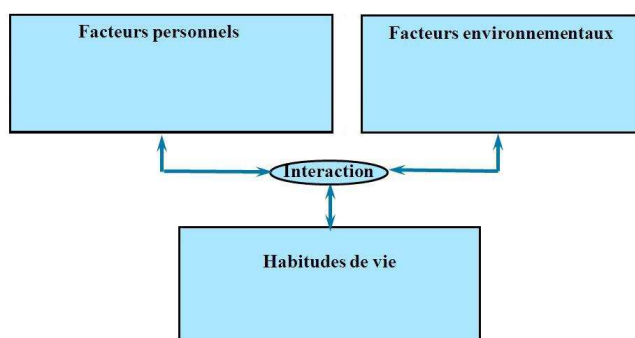 Facteurs personnels
Facteurs environnementaux
Interaction
Habitudes de vie